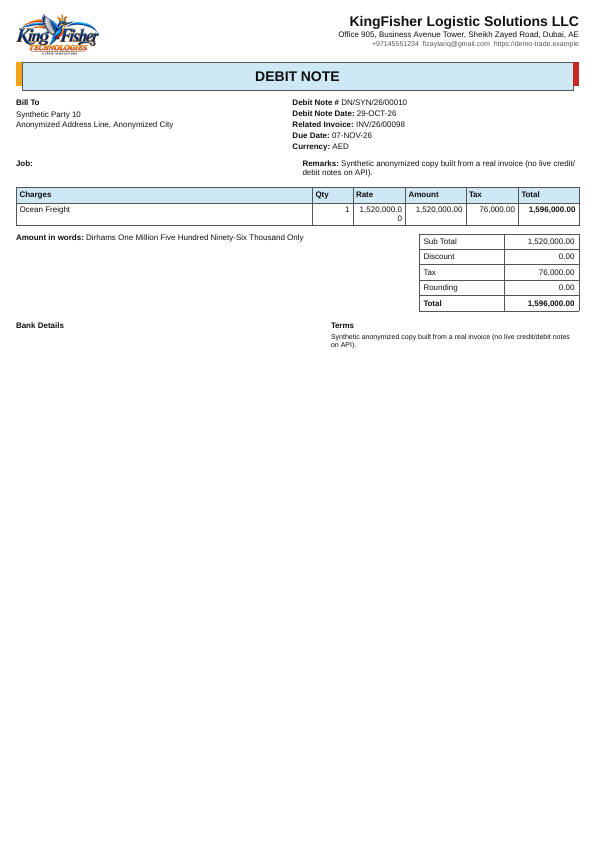 King Fisher
TECHNOLOGIES
KingFisher Logistic Solutions LLC
Office 905, Business Avenue Tower, Sheikh Zayed Road, Dubai, AE
+97145551234 fizaytariq@gmail.com https://demo-trade.example
DEBIT NOTE
Bill To
Synthetic Party 10
Anonymized Address Line, Anonymized City
Debit Note # DN/SYN/26/00010
Debit Note Date: 29-OCT-26
Related Invoice: INV/26/00098
Due Date: 07-NOV-26
Currency: AED
Job:
Remarks: Synthetic anonymized copy built from a real invoice (no live credit/
debit notes on API).
Charges Qty Rate Amount Tax Total
Ocean Freight 1 1,520,000.0 1,520,000.00 76,000.00 1,596,000.00
0
Amount in words: Dirhams One Million Five Hundred Ninety-Six Thousand Only
Sub Total 1,520,000.00
Discount 0.00
Tax 76,000.00
Rounding 0.00
Total 1,596,000.00
Bank Details
Terms
Synthetic anonymized copy built from a real invoice (no live credit/debit notes
on API).